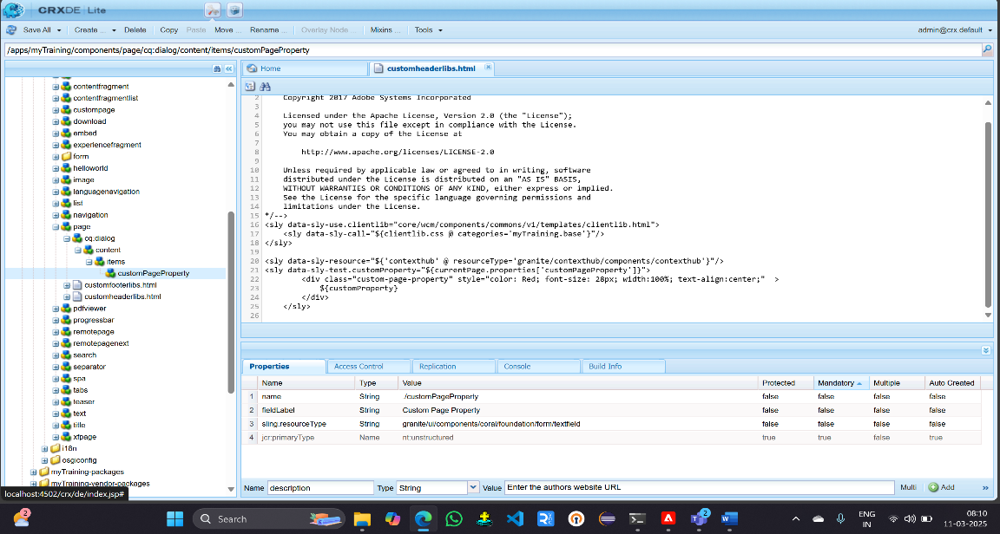 CRXDE | Lite
Save All Create ... Delete Copy Paste Move ... Rename ... Overlay Node ... Mixins ... Tools admin@crx.default
/apps/myTraining/components/page/cq:dialog/content/items/customPageProperty
Home customheaderlibs.html
contentfragment
contentfragmentlist
custompage
download
embed
experiencefragment
form
helloworld
image
languagenavigation
list
navigation
page
cq:dialog
content
items
customPageProperty
customfooterlibs.html
customheaderlibs.html
pdfviewer
progressbar
remotepage
remotepagenext
search
separator
spa
tabs
teaser
text
title
xfpage
i18n
osgiconfig
myTraining-packages
myTraining-vendor-packages
localhost:4502/crx/de/index.jsp#
2 Copyright 2017 Adobe Systems Incorporated
3
4 Licensed under the Apache License, Version 2.0 (the "License");
5 you may not use this file except in compliance with the License.
6 You may obtain a copy of the License at
7
8 http://www.apache.org/licenses/LICENSE-2.0
9
10 Unless required by applicable law or agreed to in writing, software
11 distributed under the License is distributed on an "AS IS" BASIS,
12 WITHOUT WARRANTIES OR CONDITIONS OF ANY KIND, either express or implied.
13 See the License for the specific language governing permissions and
14 limitations under the License.
15 */-->
16 <sly data-sly-use.clientlib="core/wcm/components/commons/v1/templates/clientlib.html">
17 <sly data-sly-call="${clientlib.css @ categories='myTraining.base'}"/>
18 </sly>
19
20 <sly data-sly-resource="${'contexthub' @ resourceType='granite/contexthub/components/contexthub'}"/>
21 <sly data-sly-test.customProperty="${currentPage.properties['customPageProperty']}">
22 <div class="custom-page-property" style="color: Red; font-size: 28px; width:100%; text-align:center;" >
23 ${customProperty}
24 </div>
25 </sly>
26
Properties Access Control Replication Console Build Info
Name Type Value Protected Mandatory Multiple Auto Created
1 name String ./customPageProperty false false false false
2 fieldLabel String Custom Page Property false false false false
3 sling:resourceType String granite/ui/components/coral/foundation/form/textfield false false false false
4 jcr:primaryType Name nt:unstructured true true false true
Name description Type String Value Enter the authors website URL Multi Add
2 Search 2 ENG IN 08:10
11-03-2025